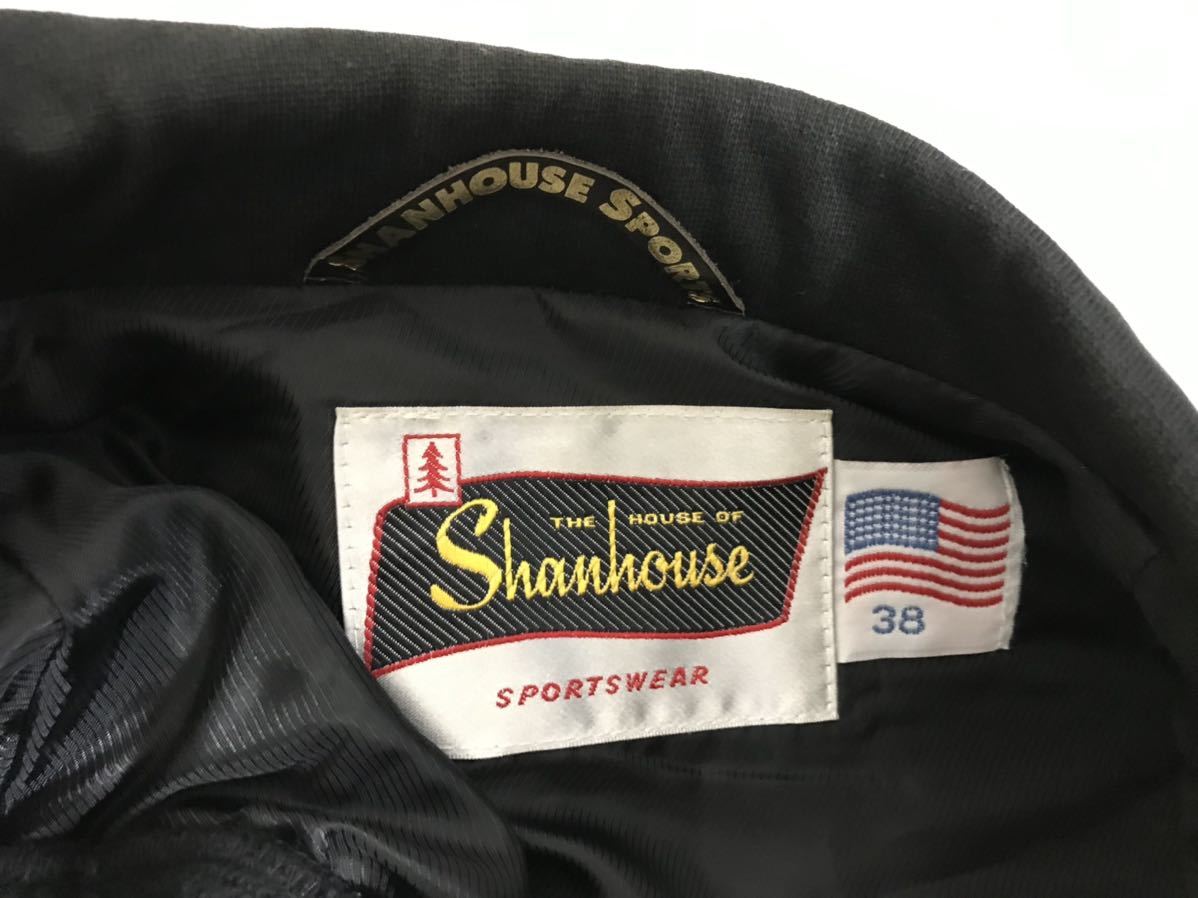 SHANHOUSE SPORTS
THE HOUSE OF
Shanhouse
SPORTSWEAR
38